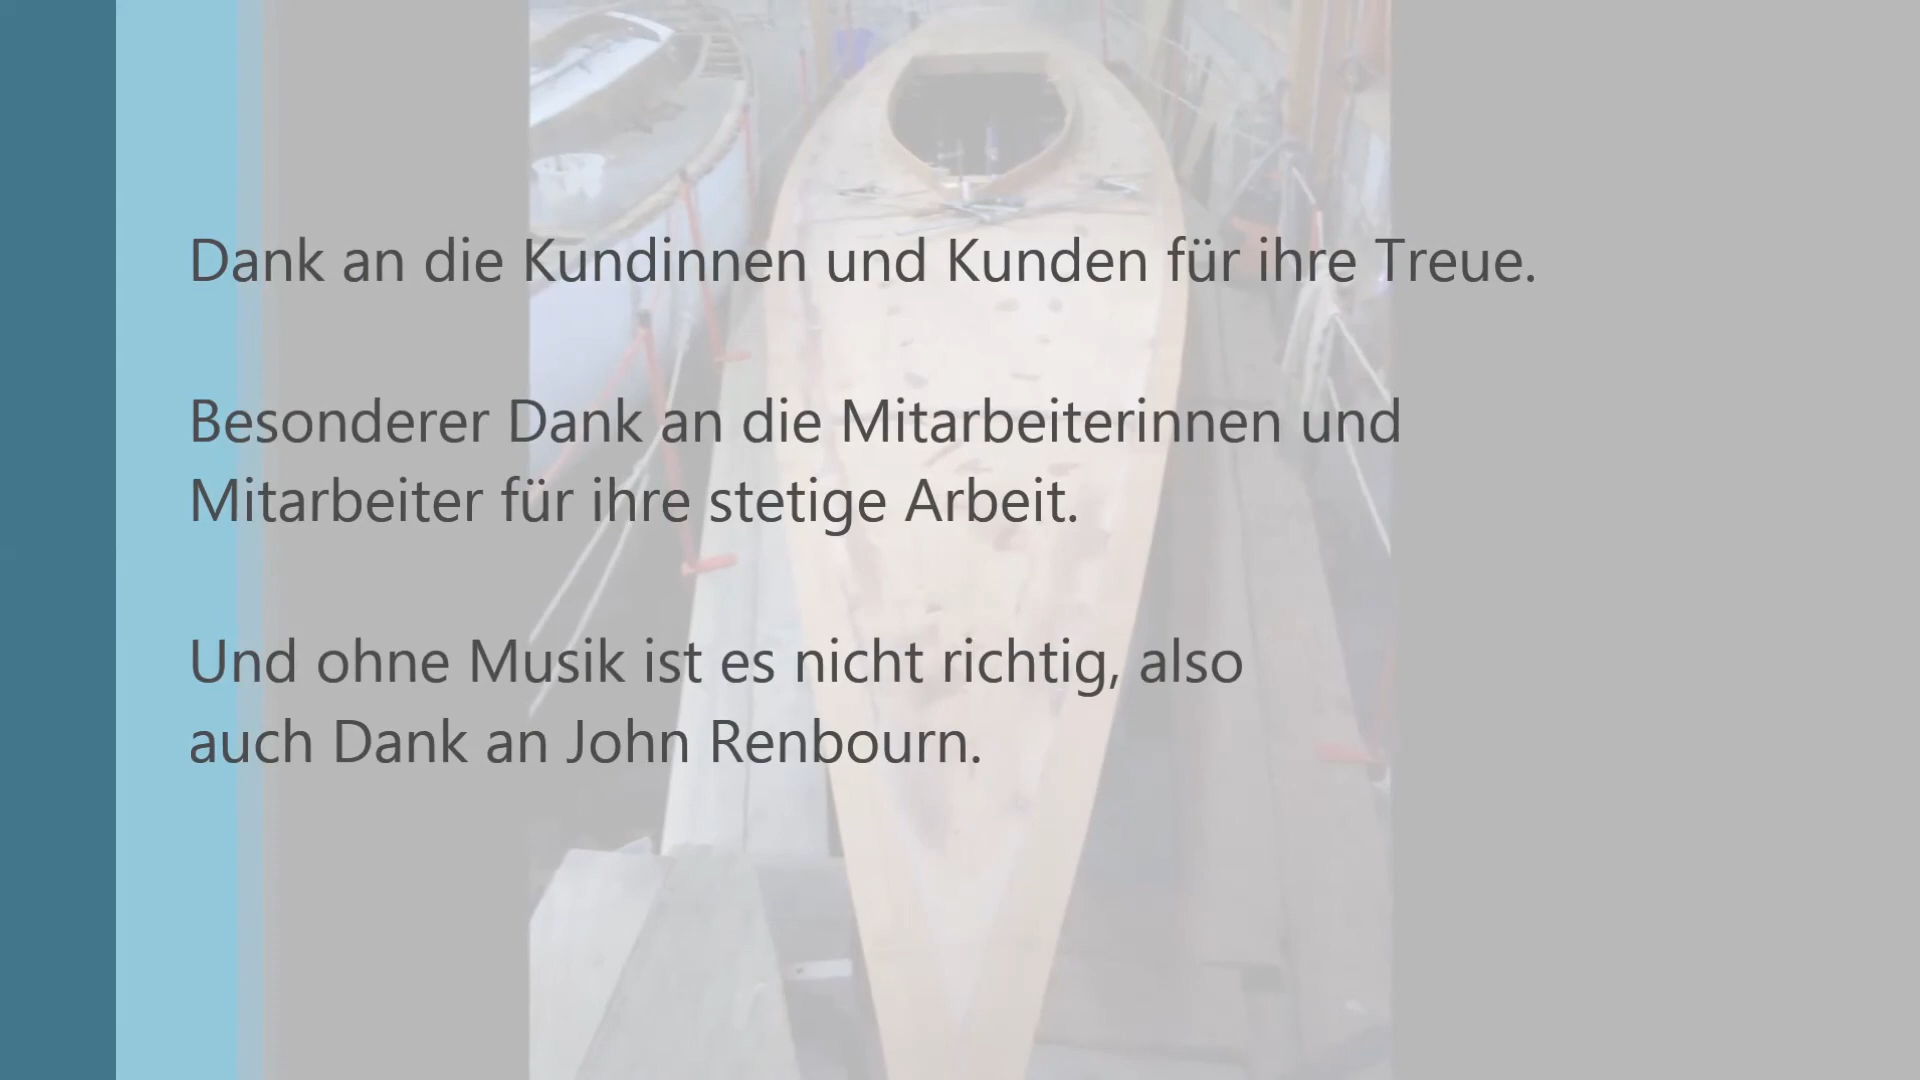 Dank an die Kundinnen und Kunden für ihre Treue.
Besonderer Dank an die Mitarbeiterinnen und
Mitarbeiter für ihre stetige Arbeit.
Und ohne Musik ist es nicht richtig, also
auch Dank an John Renbourn.